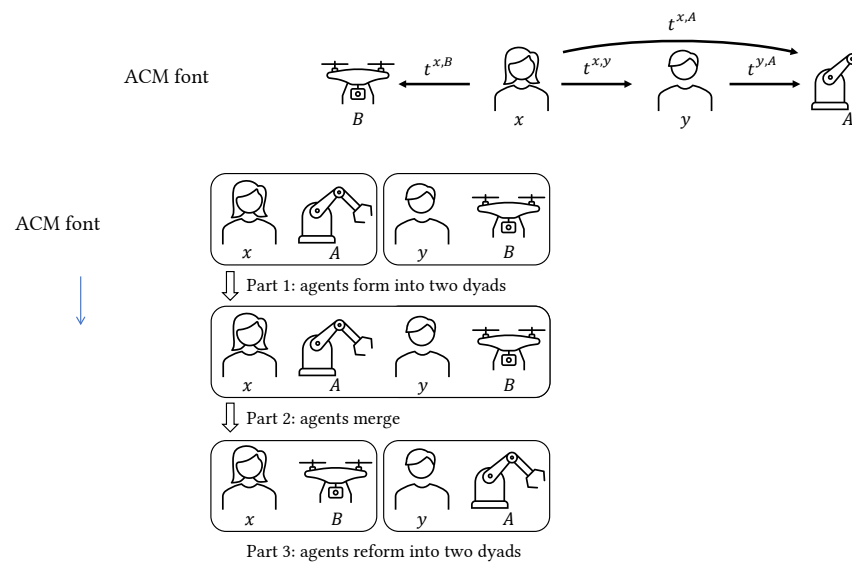 t^{x,A}
ACM font
t^{x,B} t^{x,y} t^{y,A}
B x y A
ACM font
x A y B
Part 1: agents form into two dyads
x A y B
Part 2: agents merge
x B y A
Part 3: agents reform into two dyads